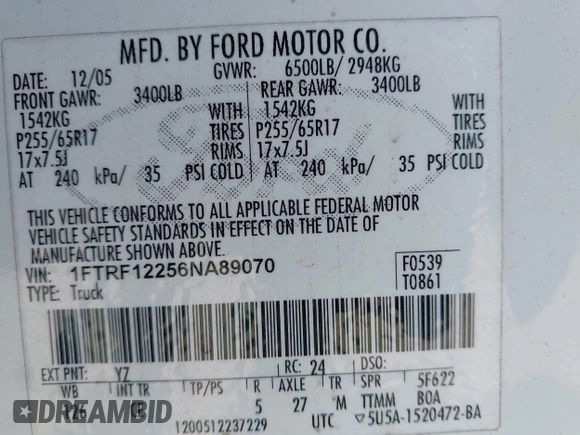 MFD. BY FORD MOTOR CO.
DATE: 12/05 GVWR: 6500LB/ 2948KG
FRONT GAWR: 3400LB REAR GAWR: 3400LB
1542KG WITH 1542KG WITH
P255/65R17 TIRES P255/65R17 TIRES
17x7.5J RIMS 17x7.5J RIMS
AT 240 kPa/ 35 PSI COLD AT 240 kPa/ 35 PSI COLD
Ford
THIS VEHICLE CONFORMS TO ALL APPLICABLE FEDERAL MOTOR
VEHICLE SAFETY STANDARDS IN EFFECT ON THE DATE OF
MANUFACTURE SHOWN ABOVE.
VIN: 1FTRF12256NA89070 F0539
TYPE: Truck T0861
EXT PNT: YZ RC: 24 DSO:
WB INT TR TP/PS R AXLE TR SPR 5F622
126 5 27 M TTMM BOA
1200512237229 UTC 5U5A-1520472-BA
DREAMBID